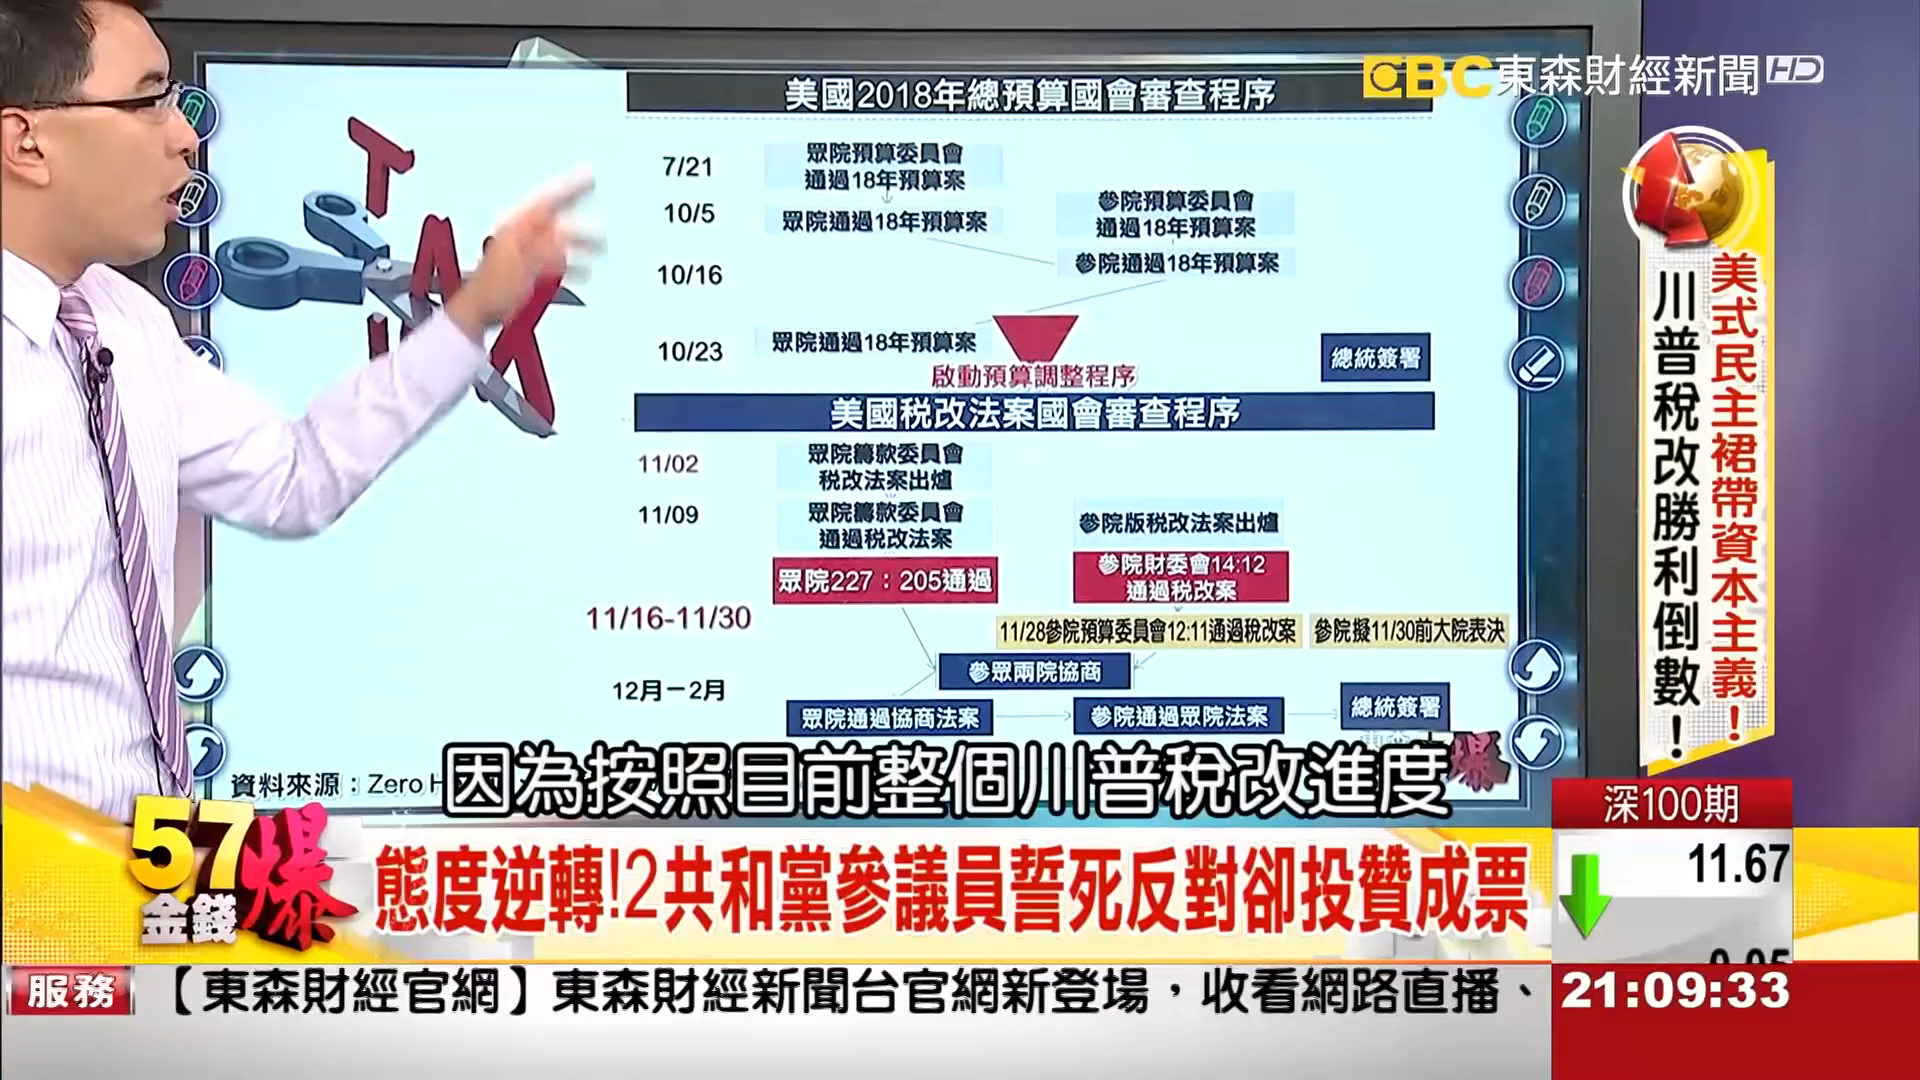 美國2018年總預算國會審查程序
EBC東森財經新聞HD
7/21
眾院預算委員會
通過18年預算案
10/5
眾院通過18年預算案
參院預算委員會
通過18年預算案
10/16
參院通過18年預算案
10/23
眾院通過18年預算案
啟動預算調整程序
總統簽署
TAX
美國稅改法案國會審查程序
11/02
眾院籌款委員會
稅改法案出爐
11/09
眾院籌款委員會
通過稅改法案
參院版稅改法案出爐
眾院227：205通過
參院財委會14:12
通過稅改案
11/16-11/30
11/28參院預算委員會12:11通過稅改案
參院擬11/30前大院表決
參眾兩院協商
12月－2月
眾院通過協商法案
參院通過眾院法案
總統簽署
資料來源：Zero
爆
美式民主裙帶資本主義！
川普稅改勝利倒數！
因為按照目前整個川普稅改進度
57金錢爆
態度逆轉!2共和黨參議員誓死反對卻投贊成票
深100期
11.67
服務
【東森財經官網】東森財經新聞台官網新登場，收看網路直播、
21:09:33